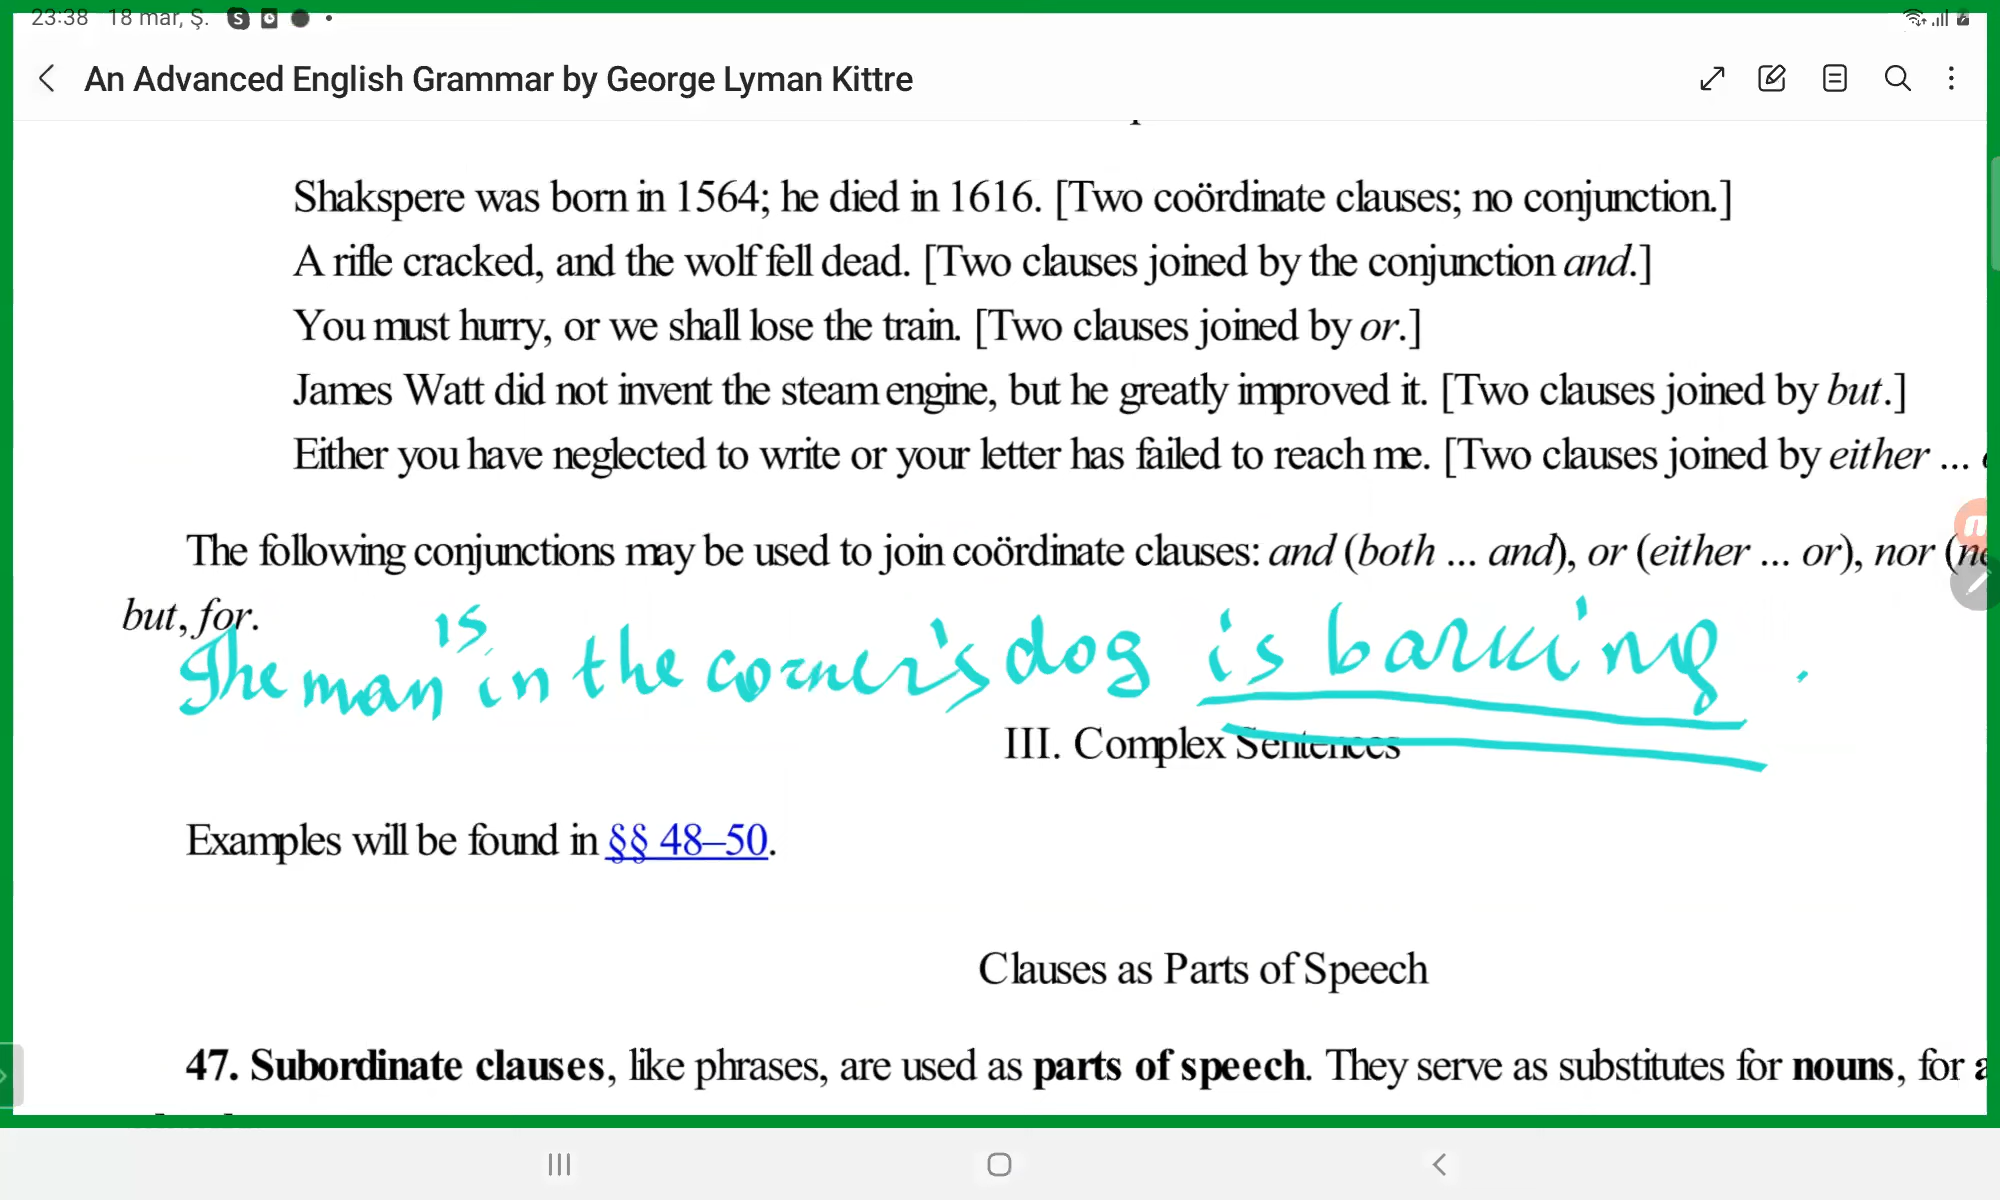 23:38 18 mar, Ş.
An Advanced English Grammar by George Lyman Kittre
Shakspere was born in 1564; he died in 1616. [Two coördinate clauses; no conjunction.]
A rifle cracked, and the wolf fell dead. [Two clauses joined by the conjunction and.]
You must hurry, or we shall lose the train. [Two clauses joined by or.]
James Watt did not invent the steam engine, but he greatly improved it. [Two clauses joined by but.]
Either you have neglected to write or your letter has failed to reach me. [Two clauses joined by either ...
The following conjunctions may be used to join coördinate clauses: and (both ... and), or (either ... or), nor (ne
but, for.
is
The man in the corner's dog is barking .
III. Complex Sentences
Examples will be found in §§ 48–50.
Clauses as Parts of Speech
47. Subordinate clauses, like phrases, are used as parts of speech. They serve as substitutes for nouns, for a